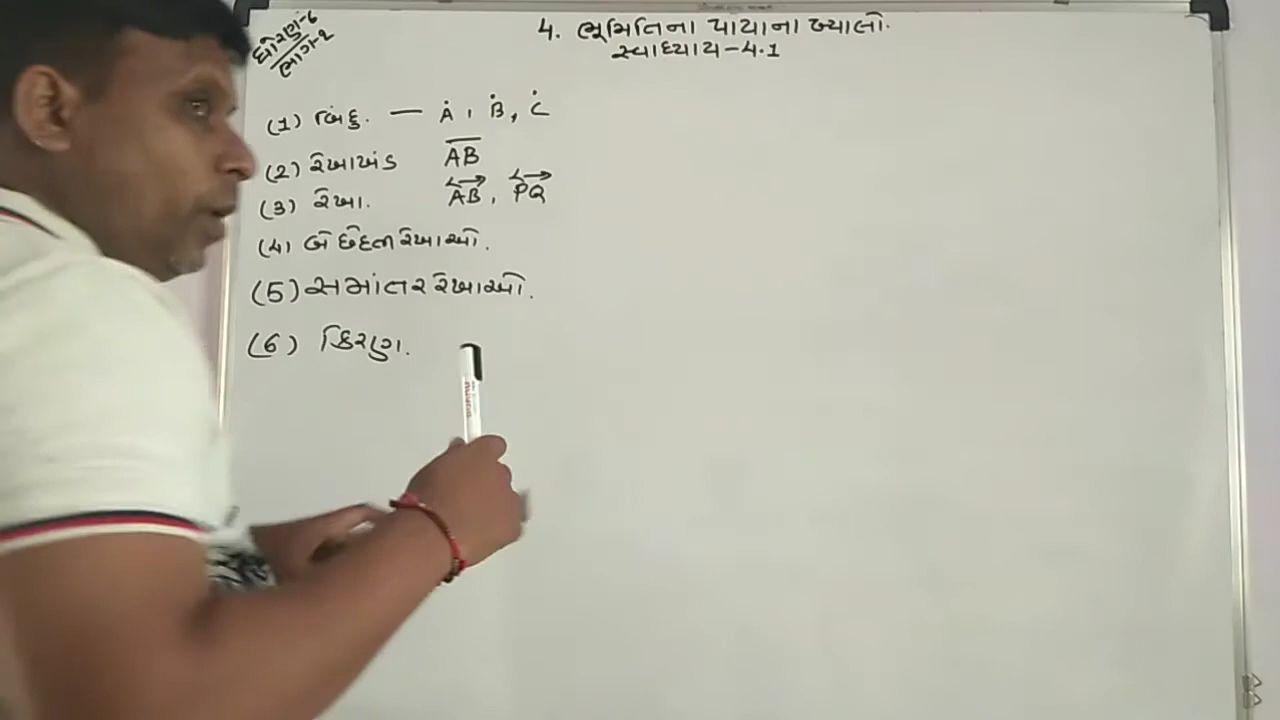 ધોરણ-6
ભાગ-2
4. ભૂમિતિના પાયાના ખ્યાલો.
સ્વાધ્યાય-4.1
(1) બિંદુ. — A, B, C
(2) રેખાખંડ AB
(3) રેખા. AB, PQ
(4) બે છેદતી રેખાઓ.
(5) સમાંતર રેખાઓ.
(6) કિરણ.